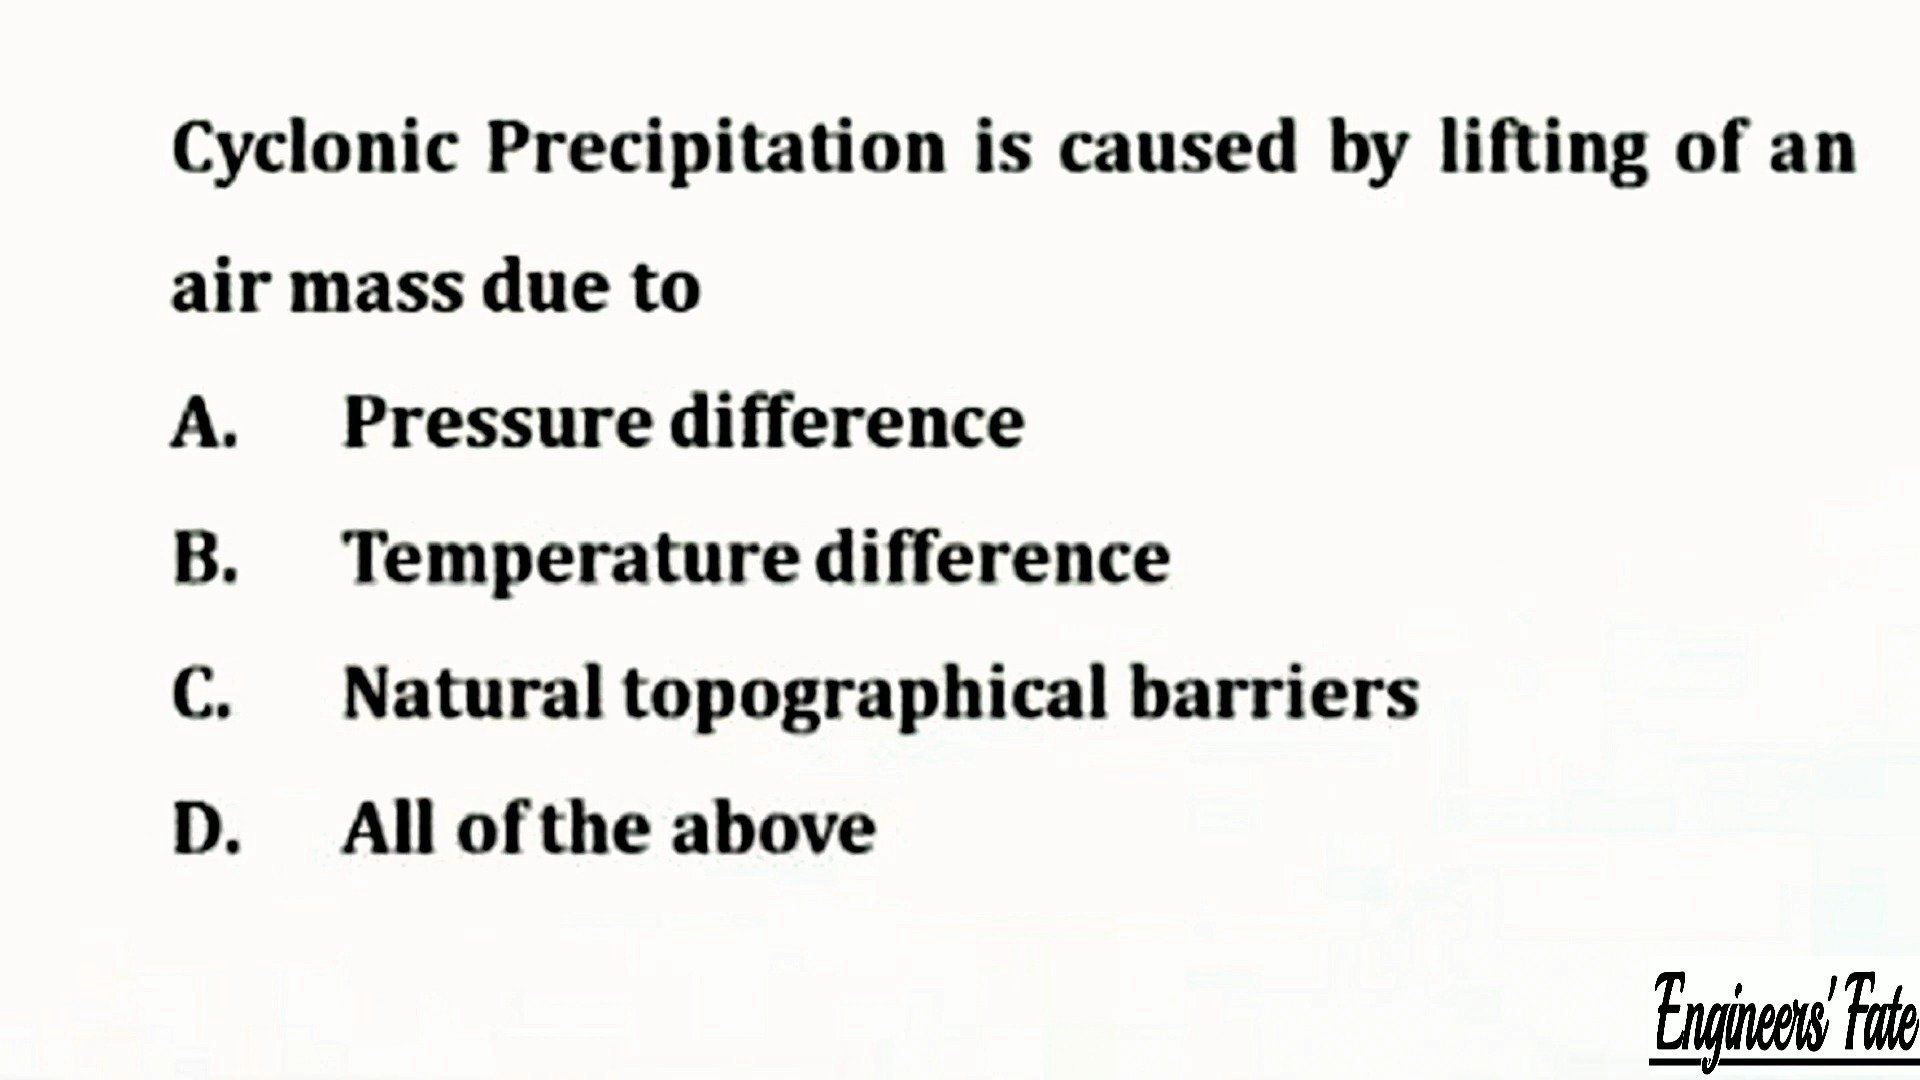 Cyclonic Precipitation is caused by lifting of an
air mass due to
A. Pressure difference
B. Temperature difference
C. Natural topographical barriers
D. All of the above
Engineers' Fate